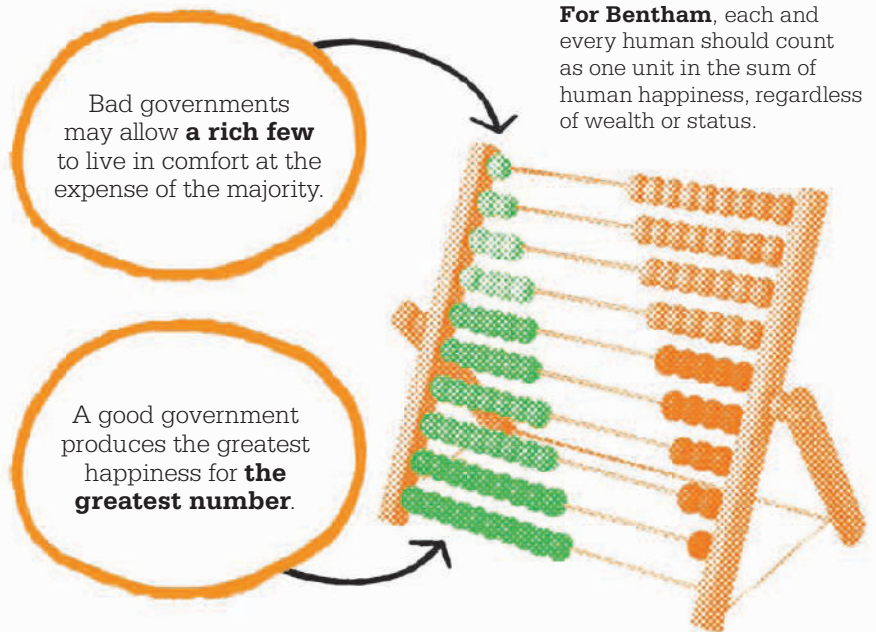 For Bentham, each and
every human should count
as one unit in the sum of
human happiness, regardless
of wealth or status.
Bad governments
may allow a rich few
to live in comfort at the
expense of the majority.
A good government
produces the greatest
happiness for the
greatest number.